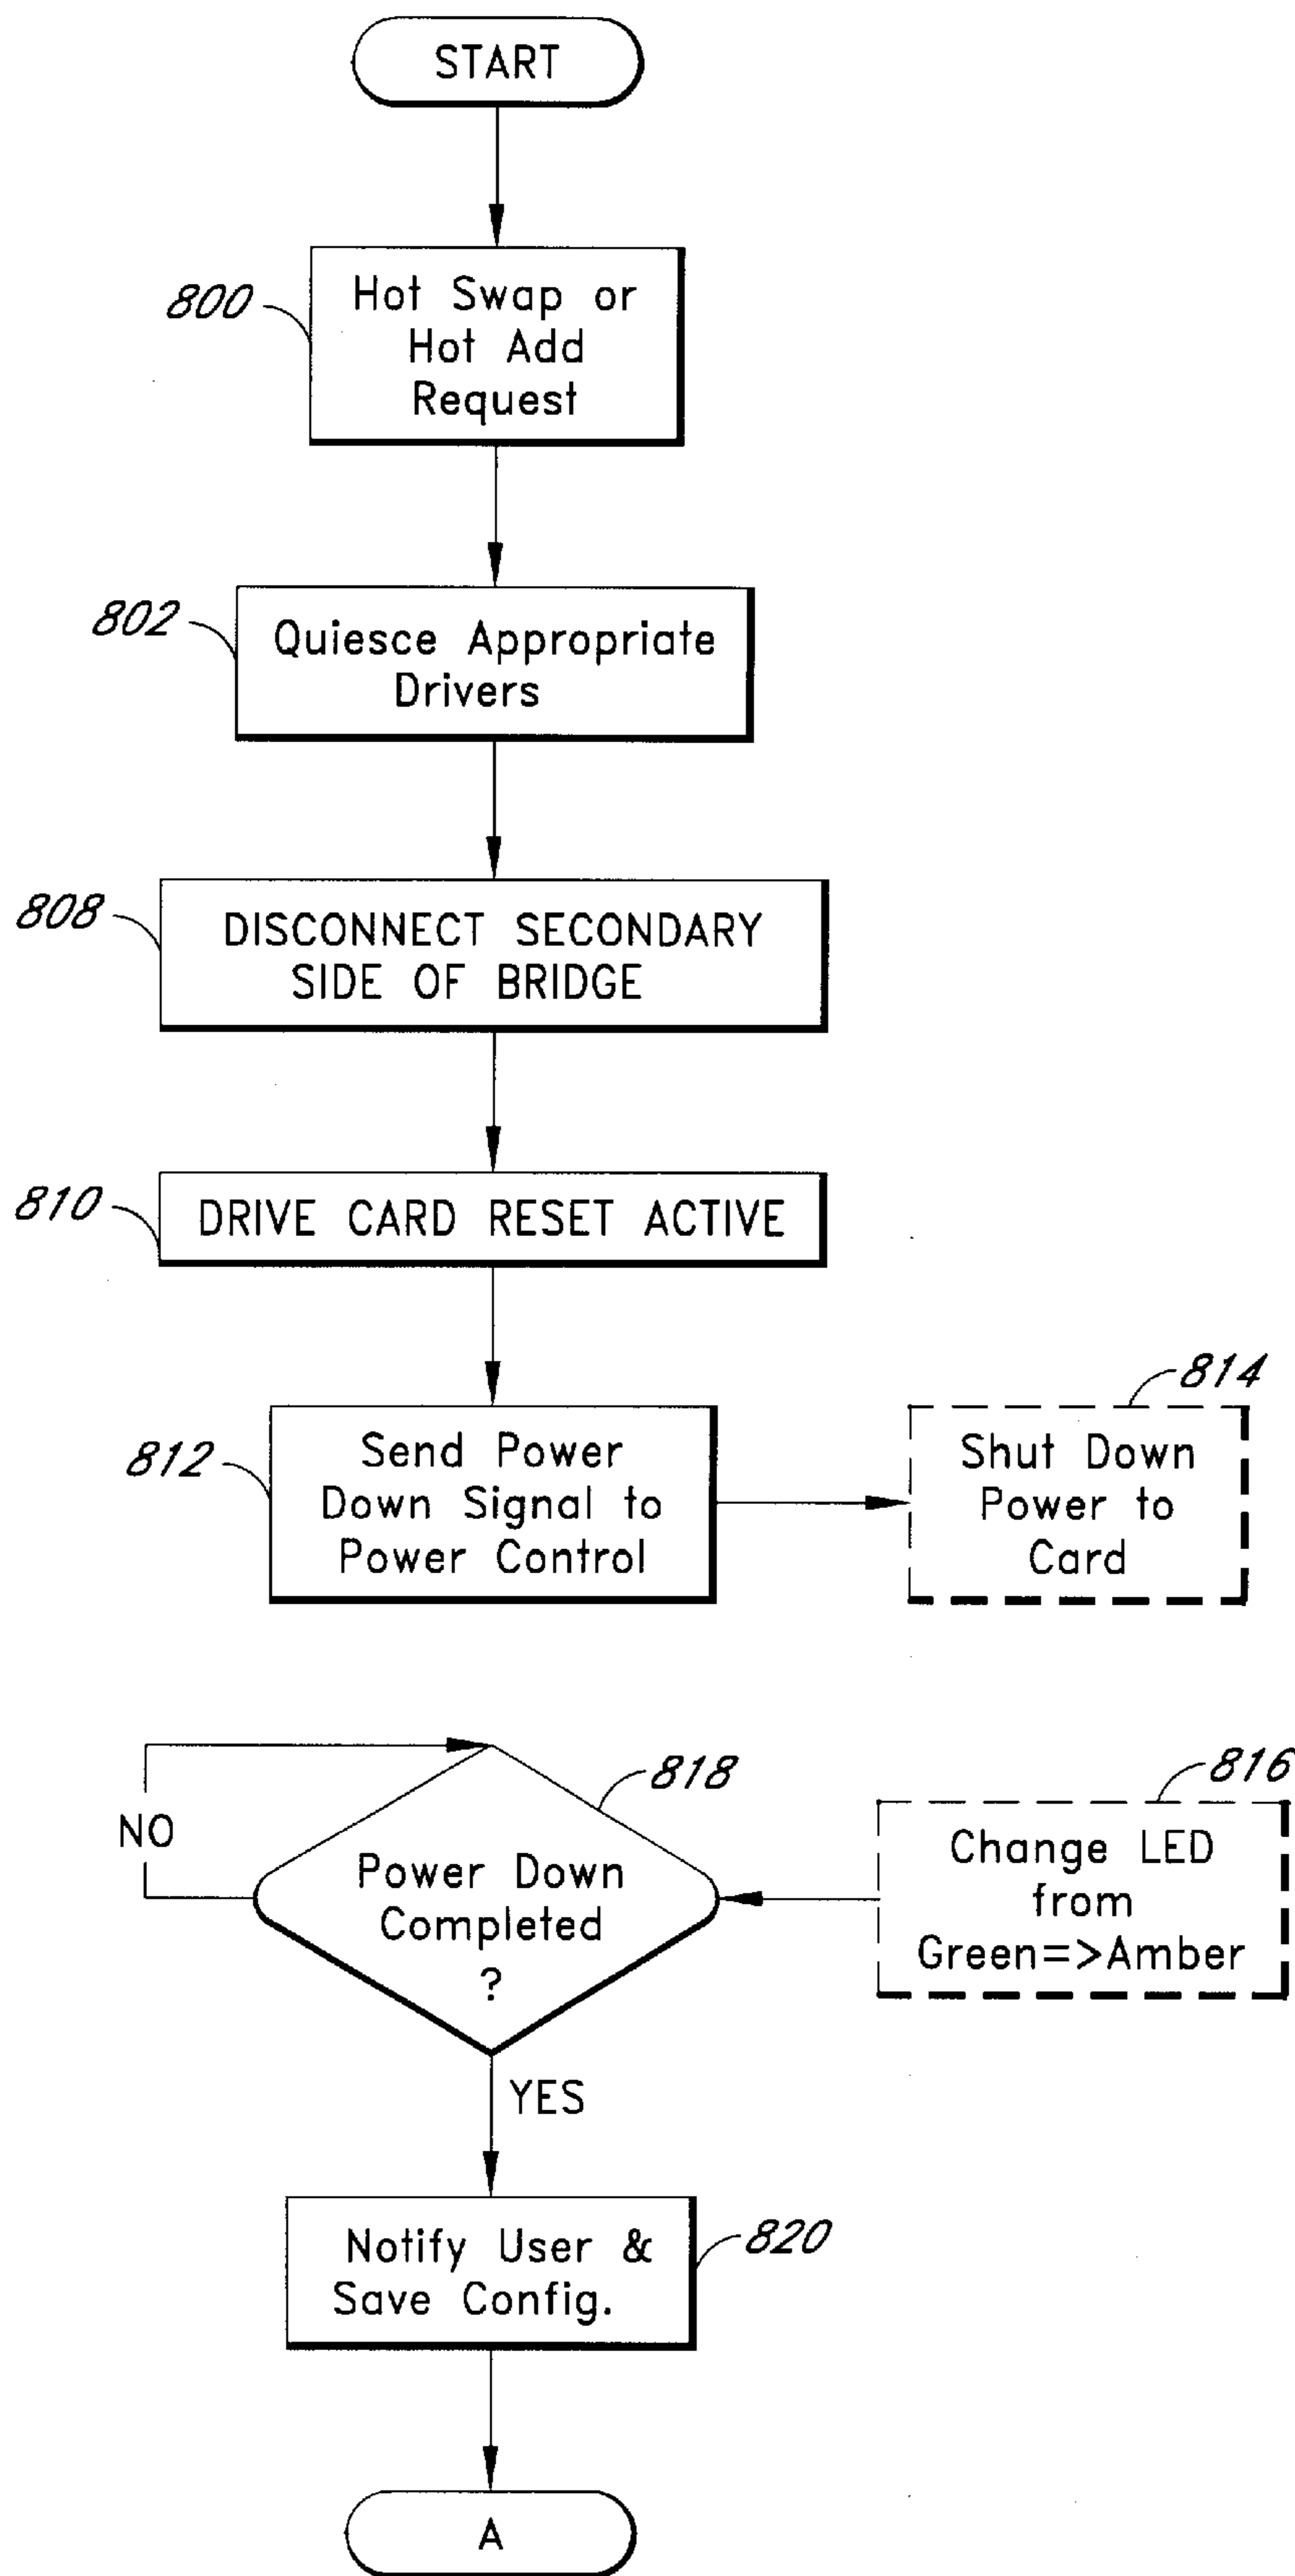 START
800
Hot Swap or
Hot Add
Request
802
Quiesce Appropriate
Drivers
808
DISCONNECT SECONDARY
SIDE OF BRIDGE
810
DRIVE CARD RESET ACTIVE
812
Send Power
Down Signal to
Power Control
814
Shut Down
Power to
Card
818
NO
Power Down
Completed
?
816
Change LED
from
Green=>Amber
YES
820
Notify User &
Save Config.
A